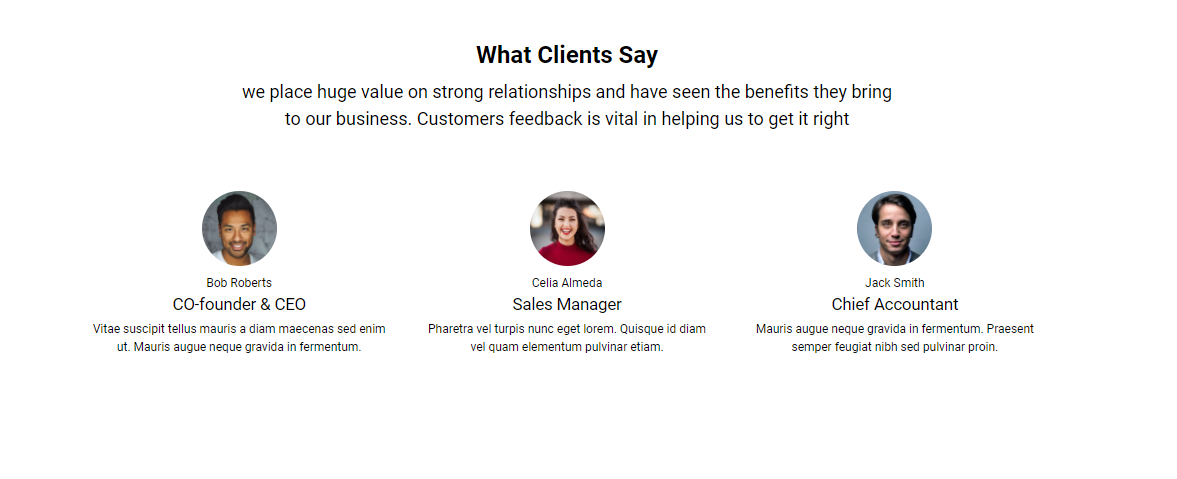 What Clients Say
we place huge value on strong relationships and have seen the benefits they bring
to our business. Customers feedback is vital in helping us to get it right
Bob Roberts
CO-founder & CEO
Vitae suscipit tellus mauris a diam maecenas sed enim
ut. Mauris augue neque gravida in fermentum.
Celia Almeda
Sales Manager
Pharetra vel turpis nunc eget lorem. Quisque id diam
vel quam elementum pulvinar etiam.
Jack Smith
Chief Accountant
Mauris augue neque gravida in fermentum. Praesent
semper feugiat nibh sed pulvinar proin.